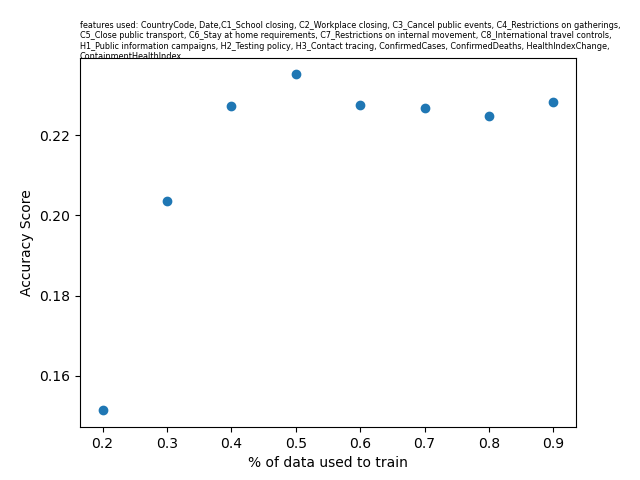 features used: CountryCode, Date,C1_School closing, C2_Workplace closing, C3_Cancel public events, C4_Restrictions on gatherings,
C5_Close public transport, C6_Stay at home requirements, C7_Restrictions on internal movement, C8_International travel controls,
H1_Public information campaigns, H2_Testing policy, H3_Contact tracing, ConfirmedCases, ConfirmedDeaths, HealthIndexChange,
ContainmentHealthIndex
0.22
0.20
0.18
0.16
Accuracy Score
0.2 0.3 0.4 0.5 0.6 0.7 0.8 0.9
% of data used to train